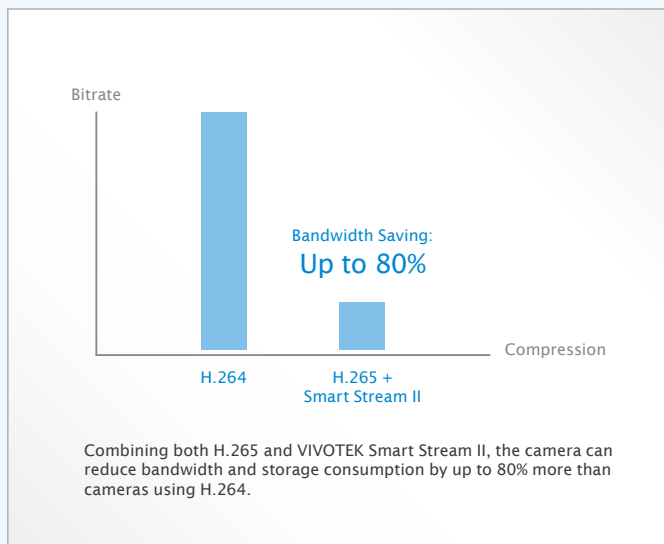 Bitrate
Bandwidth Saving:
Up to 80%
Compression
H.264
H.265 +
Smart Stream II
Combining both H.265 and VIVOTEK Smart Stream II, the camera can
reduce bandwidth and storage consumption by up to 80% more than
cameras using H.264.